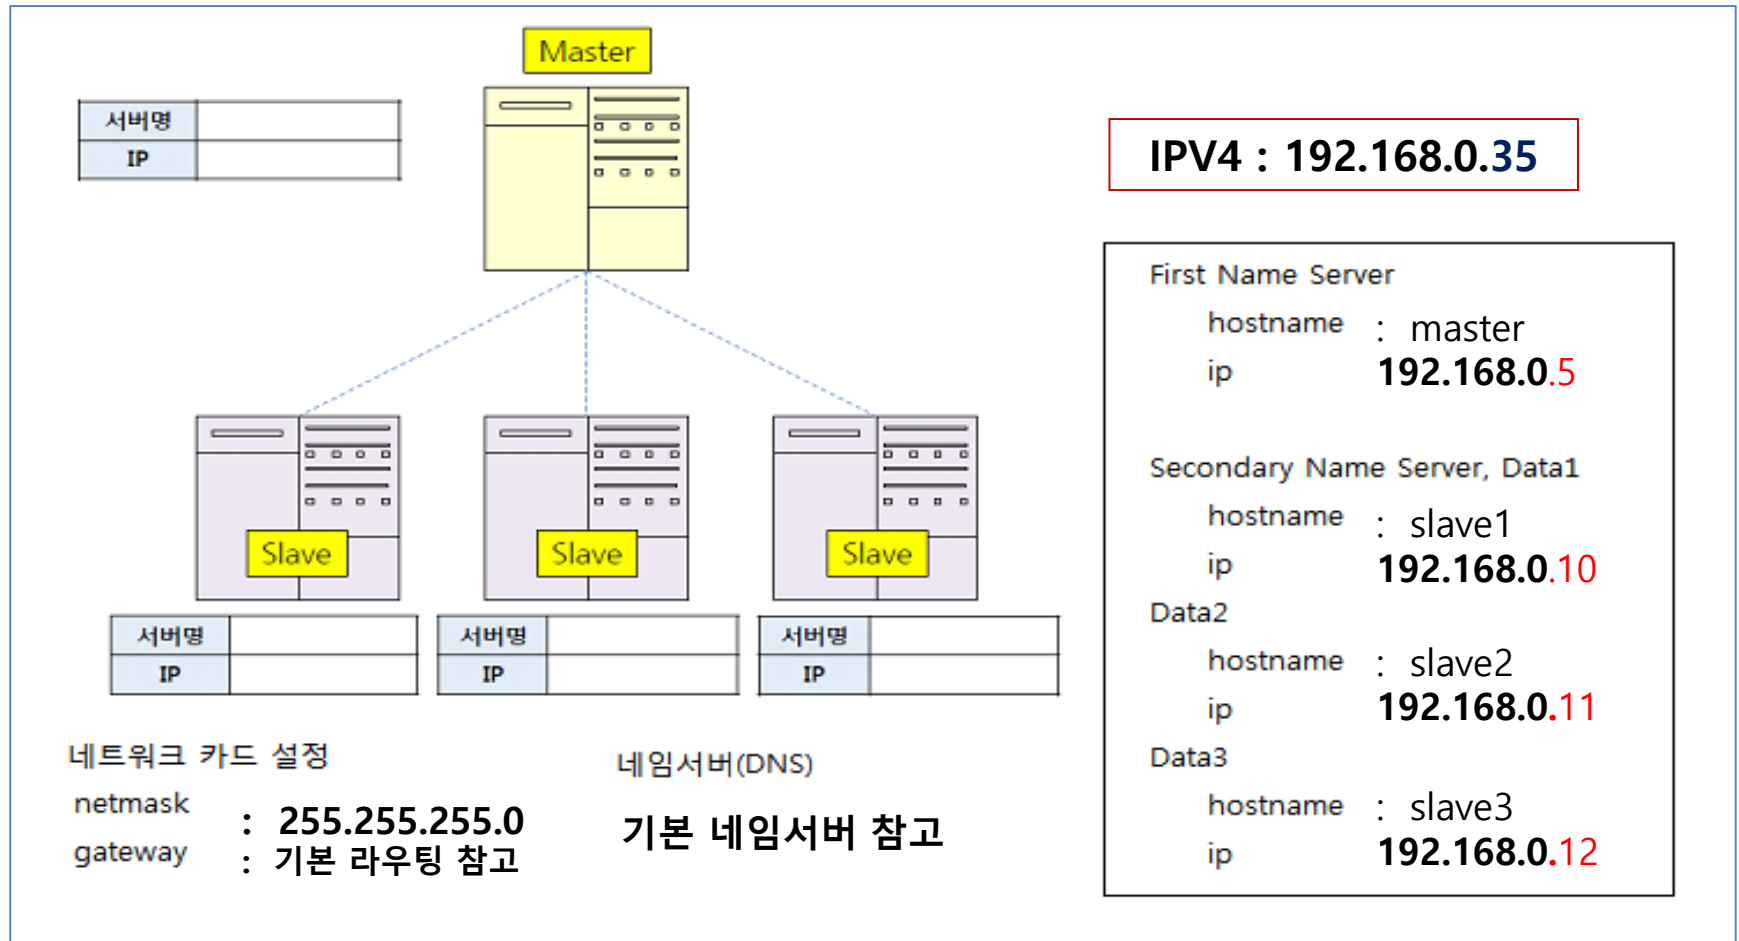 Master
서버명
IP
IPV4 : 192.168.0.35
First Name Server
hostname : master
ip 192.168.0.5
Secondary Name Server, Data1
hostname : slave1
ip 192.168.0.10
Data2
hostname : slave2
ip 192.168.0.11
Data3
hostname : slave3
ip 192.168.0.12
Slave
Slave
Slave
서버명
IP
서버명
IP
서버명
IP
네트워크 카드 설정
netmask : 255.255.255.0
gateway : 기본 라우팅 참고
네임서버(DNS)
기본 네임서버 참고